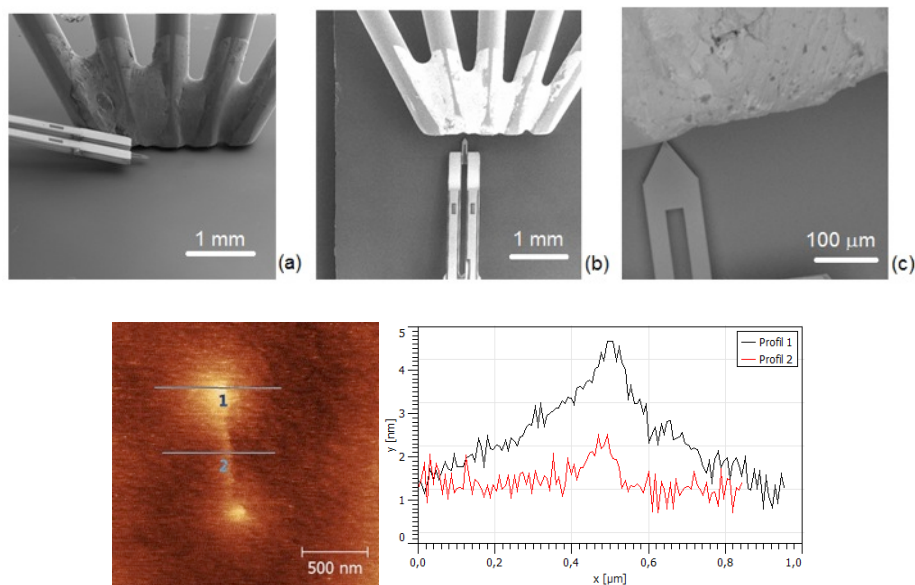 1 mm
(a)
1 mm
(b)
100 µm
(c)
1
2
500 nm
Profil 1
Profil 2
y [nm]
5
4
3
2
1
0
0,0 0,2 0,4 0,6 0,8 1,0
x [µm]